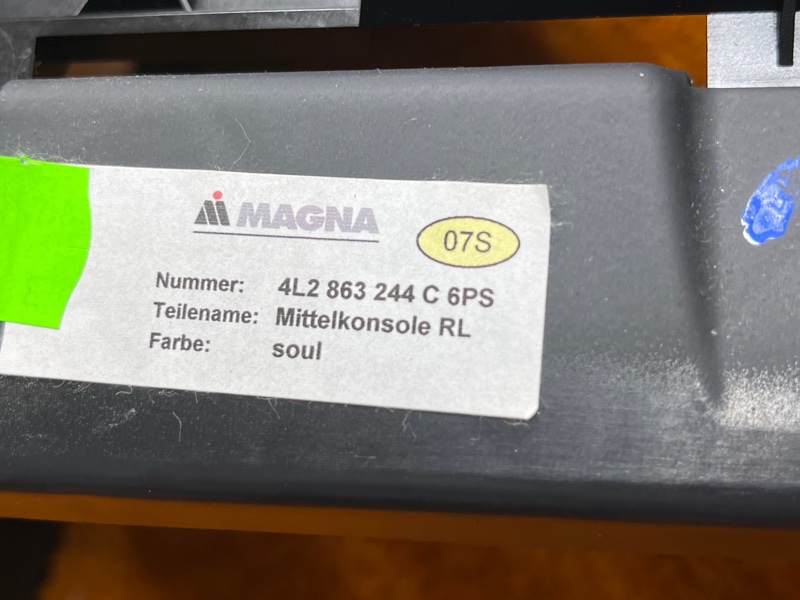 MAGNA
07S
Nummer: 4L2 863 244 C 6PS
Teilename: Mittelkonsole RL
Farbe: soul